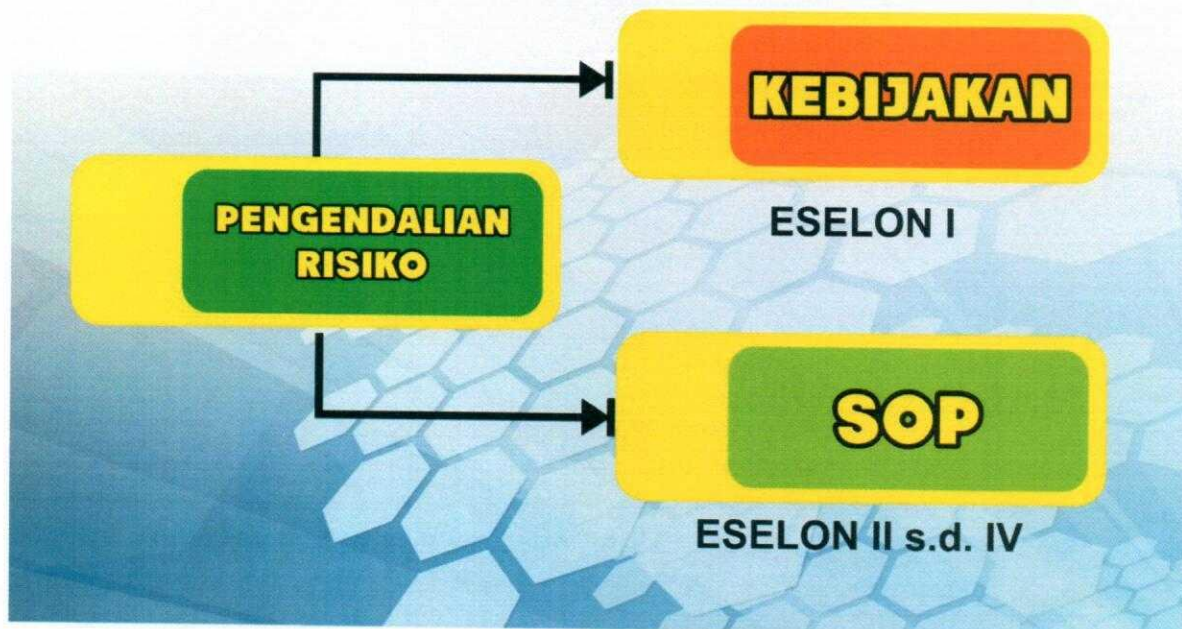 KEBIJAKAN
ESELON I
PENGENDALIAN
RISIKO
SOP
ESELON II s.d. IV